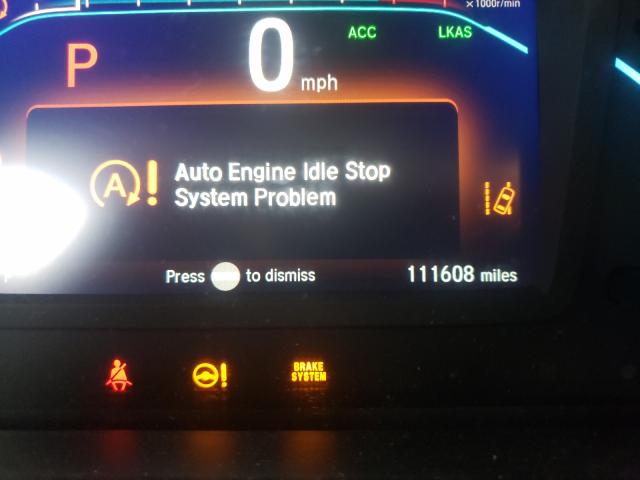 ×1000r/min
ACC LKAS
P 0 mph
A ! Auto Engine Idle Stop
System Problem
Press to dismiss 111608 miles
! BRAKE
SYSTEM